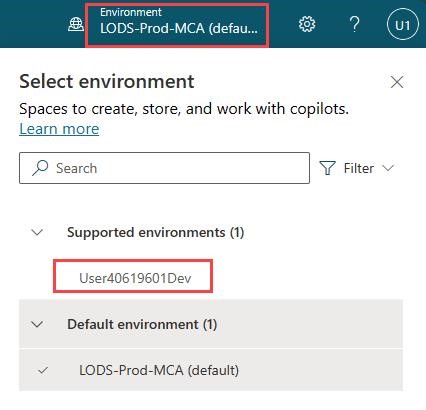 Environment
LODS-Prod-MCA (defau...
?
U1
Select environment
Spaces to create, store, and work with copilots.
Learn more
Search
Filter
Supported environments (1)
User40619601Dev
Default environment (1)
LODS-Prod-MCA (default)